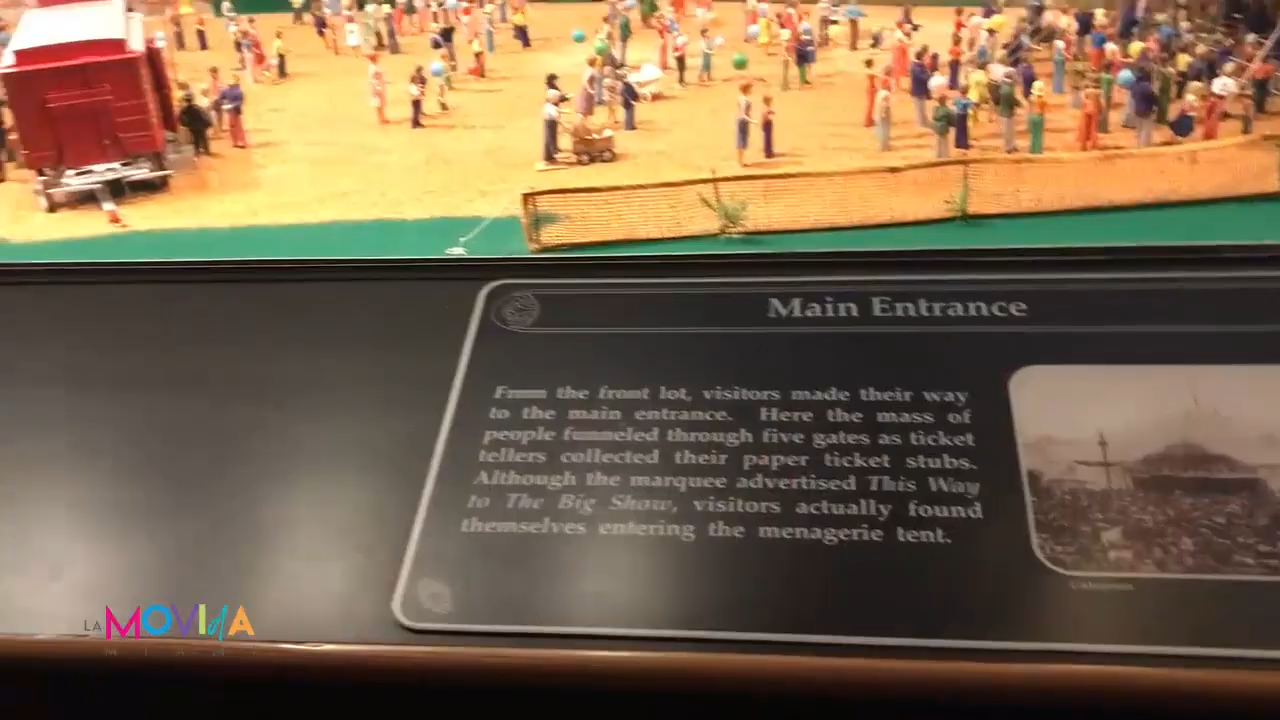 Main Entrance
From the front lot, visitors made their way
to the main entrance. Here the mass of
people funneled through five gates as ticket
tellers collected their paper ticket stubs.
Although the marquee advertised This Way
to The Big Show, visitors actually found
themselves entering the menagerie tent.
LA MOVIdA
MIAMI